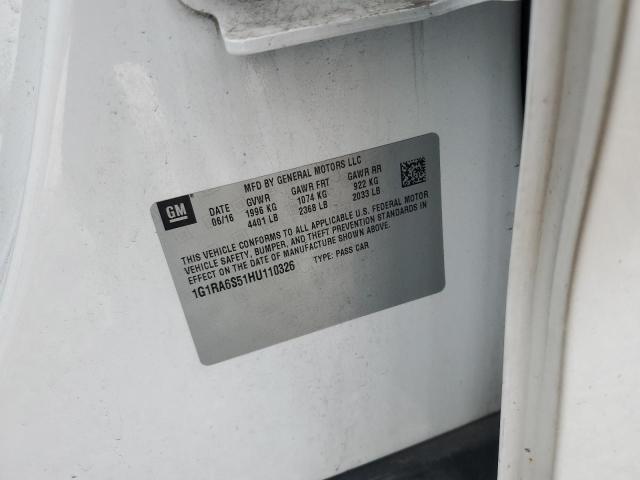 MFD BY GENERAL MOTORS LLC
GM DATE GVWR GAWR FRT GAWR RR
06/16 1996 KG 1074 KG 922 KG
4401 LB 2368 LB 2033 LB
THIS VEHICLE CONFORMS TO ALL APPLICABLE U.S. FEDERAL MOTOR
VEHICLE SAFETY, BUMPER, AND THEFT PREVENTION STANDARDS IN
EFFECT ON THE DATE OF MANUFACTURE SHOWN ABOVE.
1G1RA6S51HU110326 TYPE: PASS CAR